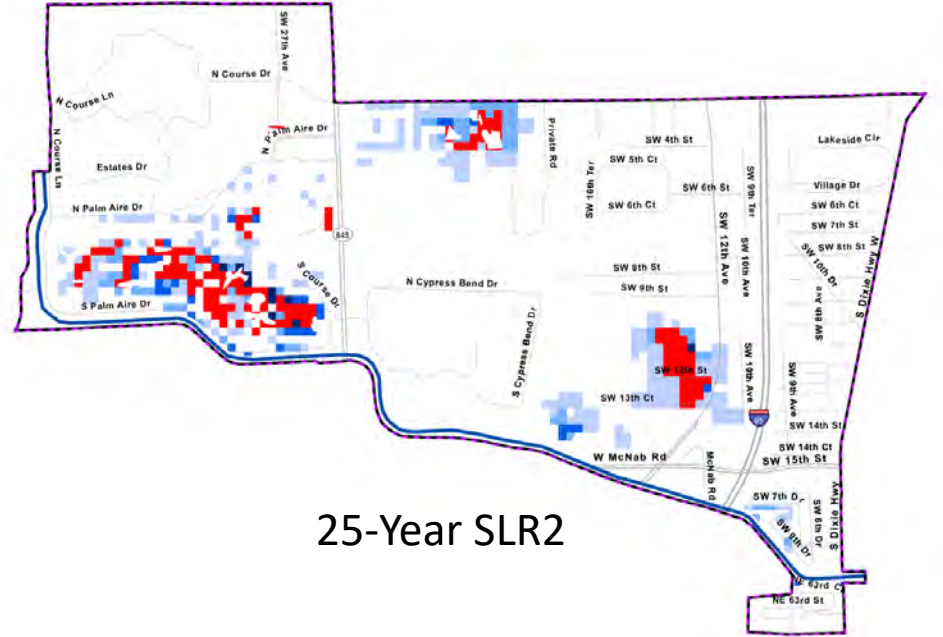 SW 27th Ave
N Course Dr
N Course Ln
N Course Ln
N Palm Aire Dr
Estates Dr
N Palm Aire Dr
845
S Course Dr
S Palm Aire Dr
Private Rd
N Cypress Bend Dr
S Cypress Bend Dr
SW 4th St
SW 5th Ct
SW 16th Ter
SW 6th St
SW 6th Ct
SW 12th Ave
SW 9th Ter
SW 10th Ave
SW 8th St
SW 9th St
Lakeside Cir
Village Dr
SW 6th Ct
SW 7th St
SW 8th St
SW 10th Dr
SW 8th Ave
S Dixie Hwy W
SW 12th St
SW 13th Ct
SW 10th Ave
SW 9th Ave
95
SW 14th St
SW 14th Ct
SW 15th St
W McNab Rd
McNab Rd
SW 7th Dr
SW 6th Dr
SW 9th Dr
S Dixie Hwy
NE 63rd C
NE 63rd St
25-Year SLR2